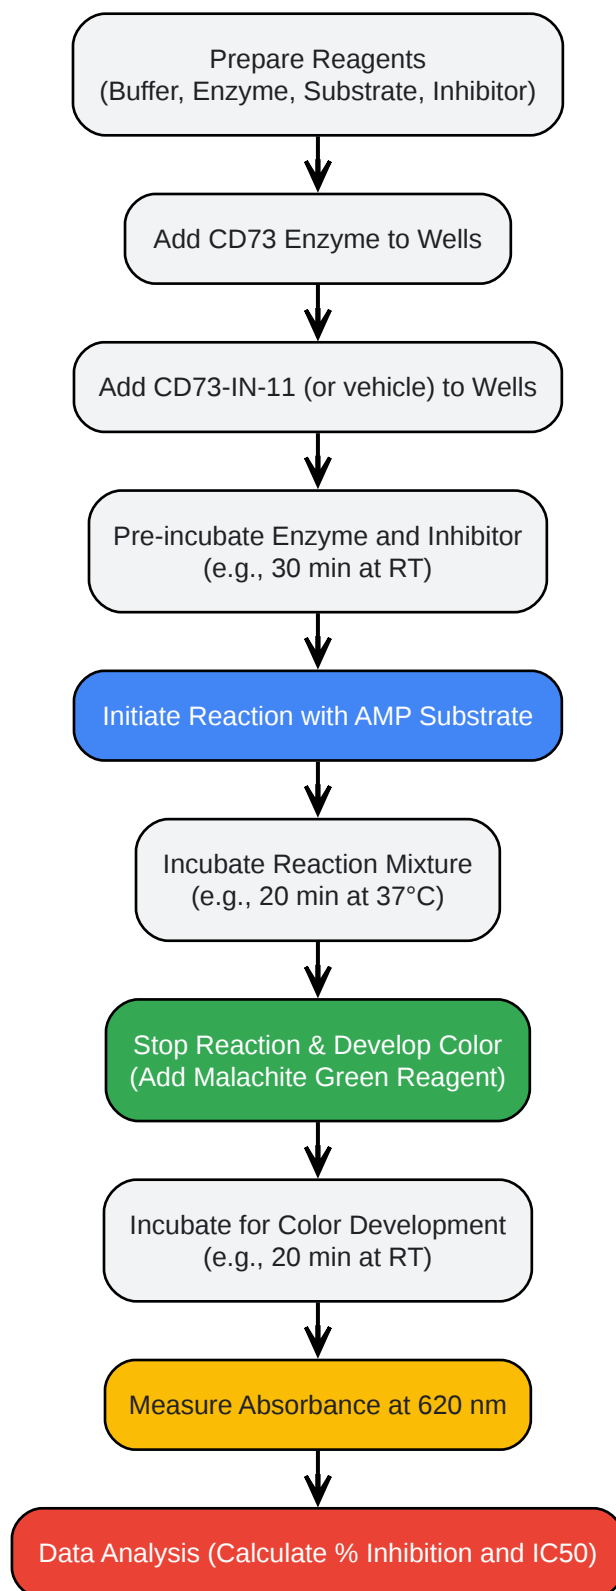 Prepare Reagents
(Buffer, Enzyme, Substrate, Inhibitor)
Add CD73 Enzyme to Wells
Add CD73-IN-11 (or vehicle) to Wells
Pre-incubate Enzyme and Inhibitor
(e.g., 30 min at RT)
Initiate Reaction with AMP Substrate
Incubate Reaction Mixture
(e.g., 20 min at 37°C)
Stop Reaction & Develop Color
(Add Malachite Green Reagent)
Incubate for Color Development
(e.g., 20 min at RT)
Measure Absorbance at 620 nm
Data Analysis (Calculate % Inhibition and IC50)